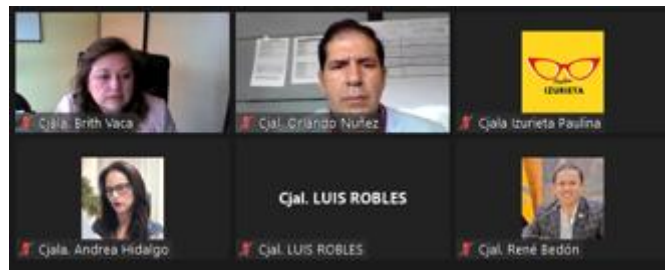 Cjala. Brith Vaca
Cjal. Orlando Nuñez
IZURIETA
Cjala Izurieta Paulina
Cjala. Andrea Hidalgo
Cjal. LUIS ROBLES
Cjal. LUIS ROBLES
Cjal. René Bedón